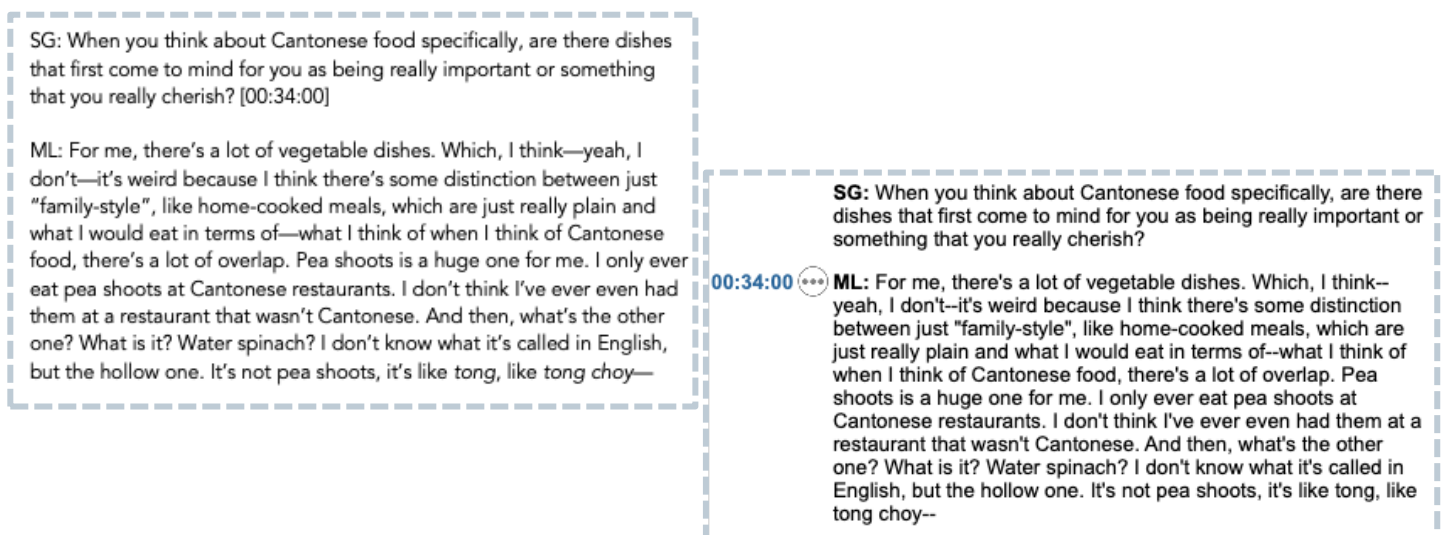 SG: When you think about Cantonese food specifically, are there dishes
that first come to mind for you as being really important or something
that you really cherish? [00:34:00]
ML: For me, there’s a lot of vegetable dishes. Which, I think—yeah, I
don’t—it’s weird because I think there’s some distinction between just
“family-style”, like home-cooked meals, which are just really plain and
what I would eat in terms of—what I think of when I think of Cantonese
food, there’s a lot of overlap. Pea shoots is a huge one for me. I only ever
eat pea shoots at Cantonese restaurants. I don’t think I’ve ever even had
them at a restaurant that wasn’t Cantonese. And then, what’s the other
one? What is it? Water spinach? I don’t know what it’s called in English,
but the hollow one. It’s not pea shoots, it’s like tong, like tong choy—
SG: When you think about Cantonese food specifically, are there
dishes that first come to mind for you as being really important or
something that you really cherish?
00:34:00 ML: For me, there's a lot of vegetable dishes. Which, I think--
yeah, I don't--it's weird because I think there's some distinction
between just "family-style", like home-cooked meals, which are
just really plain and what I would eat in terms of--what I think of
when I think of Cantonese food, there's a lot of overlap. Pea
shoots is a huge one for me. I only ever eat pea shoots at
Cantonese restaurants. I don't think I've ever even had them at a
restaurant that wasn't Cantonese. And then, what's the other
one? What is it? Water spinach? I don't know what it's called in
English, but the hollow one. It's not pea shoots, it's like tong, like
tong choy--